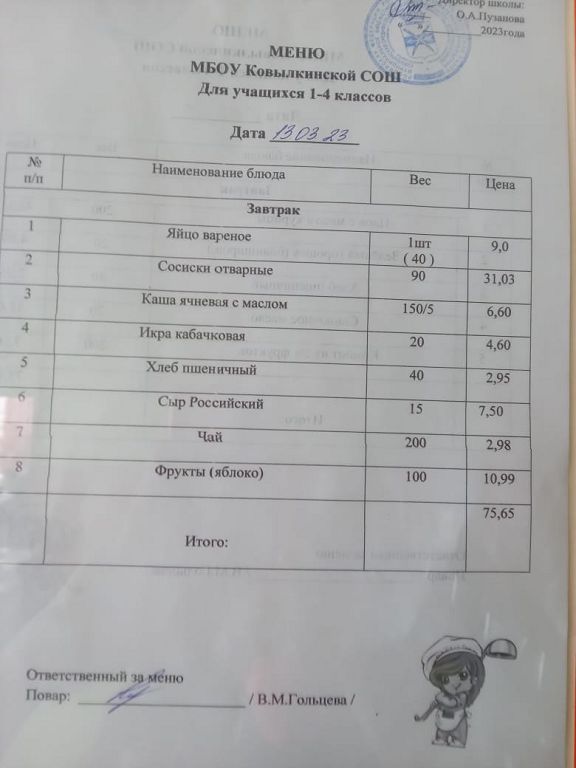 Директор школы:
О.А.Пузанова
2023года
МЕНЮ
МБОУ Ковылкинской СОШ
Для учащихся 1-4 классов
Дата 13 03 23
№ п/п Наименование блюда Вес Цена
Завтрак
1 Яйцо вареное 1шт ( 40 ) 9,0
2 Сосиски отварные 90 31,03
3 Каша ячневая с маслом 150/5 6,60
4 Икра кабачковая 20 4,60
5 Хлеб пшеничный 40 2,95
6 Сыр Российский 15 7,50
7 Чай 200 2,98
8 Фрукты (яблоко) 100 10,99
75,65
Итого:
Ответственный за меню
Повар: / В.М.Гольцева /